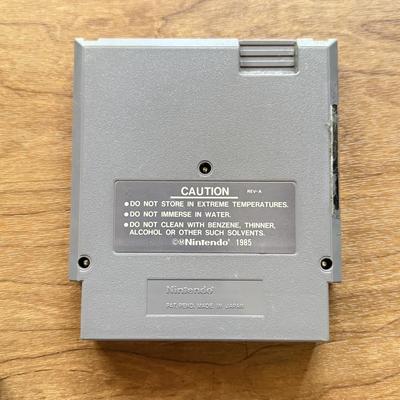 CAUTION REV-A
● DO NOT STORE IN EXTREME TEMPERATURES.
● DO NOT IMMERSE IN WATER.
● DO NOT CLEAN WITH BENZENE, THINNER,
ALCOHOL OR OTHER SUCH SOLVENTS.
©Ⓜ Nintendo® 1985
Nintendo®
PAT. PEND. MADE IN JAPAN